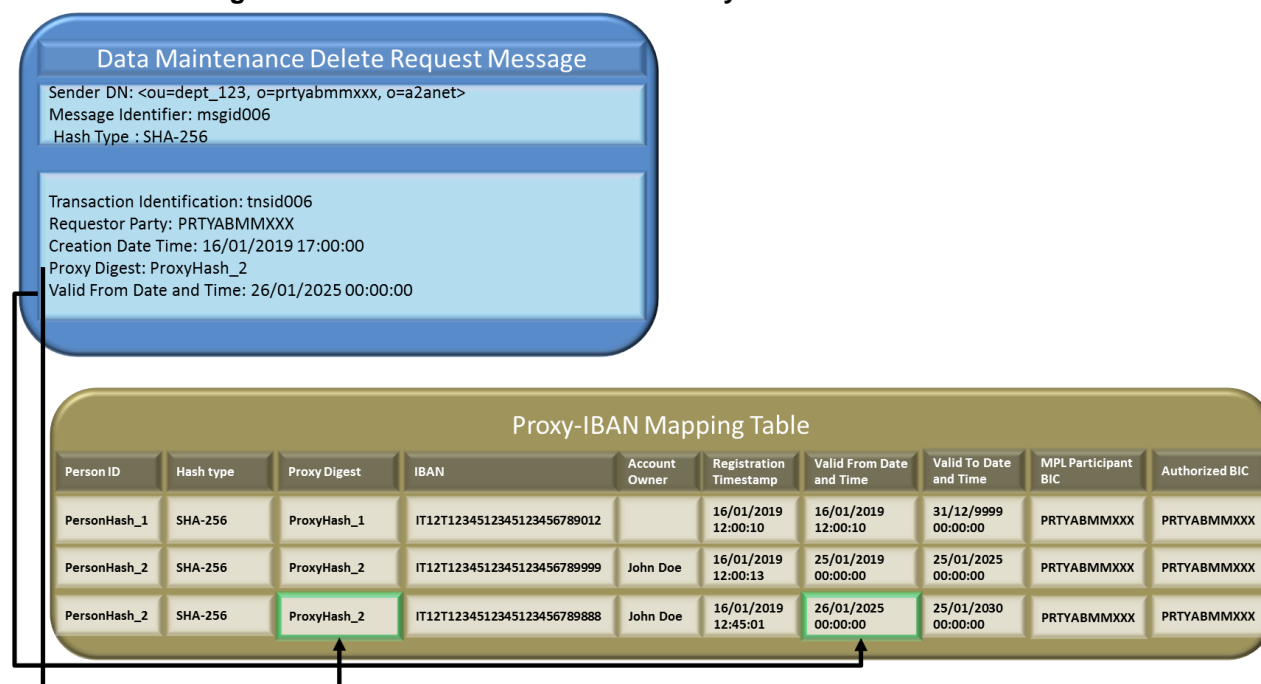 Data Maintenance Delete Request Message
Sender DN: <ou=dept_123, o=prtyabmmxxx, o=a2anet>
Message Identifier: msgid006
Hash Type : SHA-256
Transaction Identification: tnsid006
Requestor Party: PRTYABMMXXX
Creation Date Time: 16/01/2019 17:00:00
Proxy Digest: ProxyHash_2
Valid From Date and Time: 26/01/2025 00:00:00
Proxy-IBAN Mapping Table
Person ID Hash type Proxy Digest IBAN Account Owner Registration Timestamp Valid From Date and Time Valid To Date and Time MPL Participant BIC Authorized BIC
PersonHash_1 SHA-256 ProxyHash_1 IT12T1234512345123456789012 16/01/2019 12:00:10 16/01/2019 12:00:10 31/12/9999 00:00:00 PRTYABMMXXX PRTYABMMXXX
PersonHash_2 SHA-256 ProxyHash_2 IT12T1234512345123456789999 John Doe 16/01/2019 12:00:13 25/01/2019 00:00:00 25/01/2025 00:00:00 PRTYABMMXXX PRTYABMMXXX
PersonHash_2 SHA-256 ProxyHash_2 IT12T1234512345123456789888 John Doe 16/01/2019 12:45:01 26/01/2025 00:00:00 25/01/2030 00:00:00 PRTYABMMXXX PRTYABMMXXX